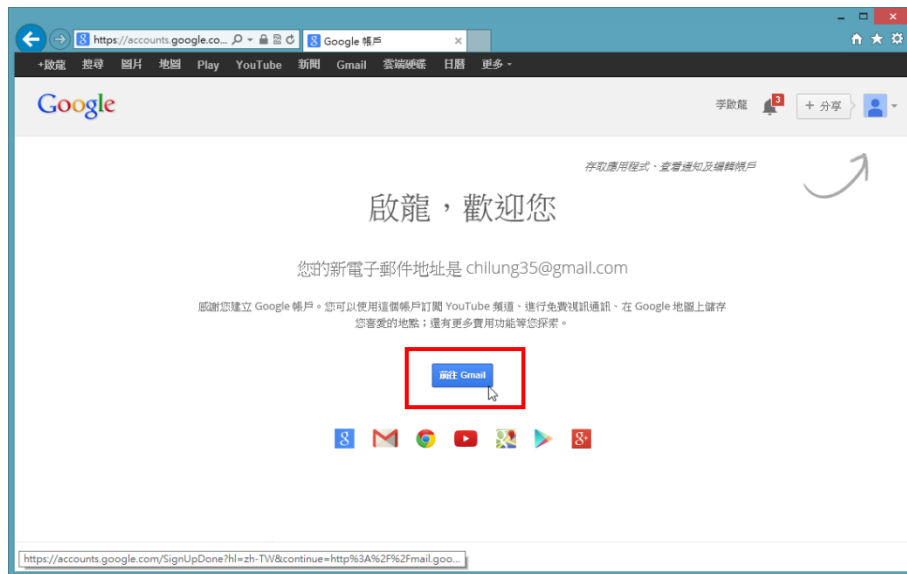 https://accounts.google.co...
Google 帳戶
+啟龍 搜尋 圖片 地圖 Play YouTube 新聞 Gmail 雲端硬碟 日曆 更多
Google
李啟龍 3 + 分享
存取應用程式、查看通知及編輯帳戶
啟龍，歡迎您
您的新電子郵件地址是 chilung35@gmail.com
感謝您建立 Google 帳戶。您可以使用這個帳戶訂閱 YouTube 頻道、進行免費視訊通訊、在 Google 地圖上儲存
您喜愛的地點；還有更多實用功能等您探索。
前往 Gmail
https://accounts.google.com/SignUpDone?hl=zh-TW&continue=http%3A%2F%2Fmail.goo...